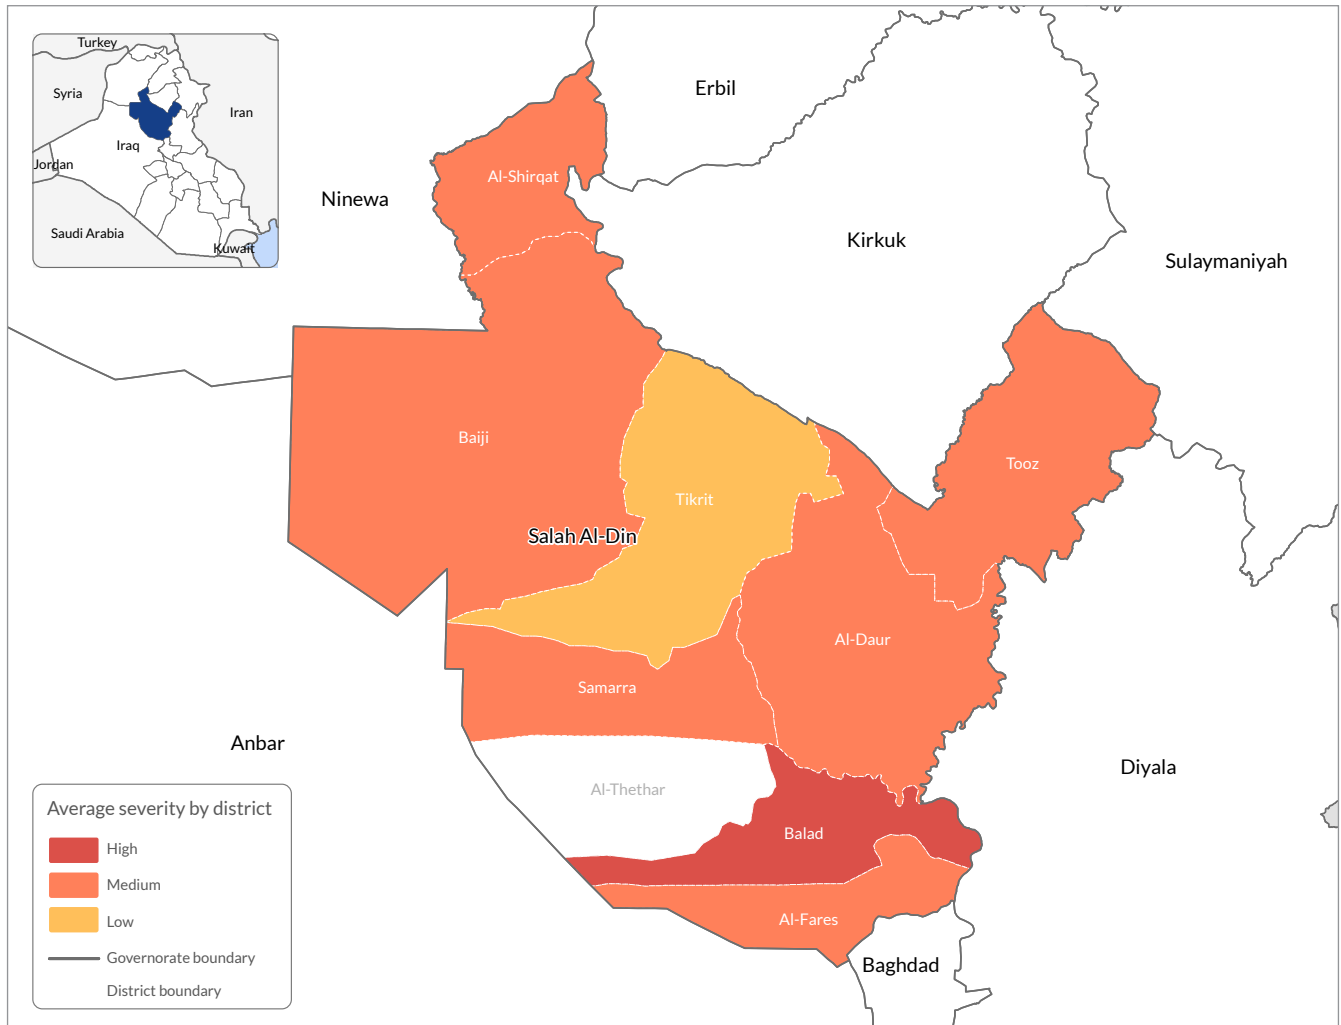 Turkey
Syria
Iran
Iraq
Jordan
Saudi Arabia
Kuwait
Erbil
Ninewa
Al-Shirqat
Kirkuk
Sulaymaniyah
Baiji
Tooz
Tikrit
Salah Al-Din
Al-Daur
Samarra
Anbar
Diyala
Al-Thethar
Balad
Al-Fares
Baghdad
Average severity by district
High
Medium
Low
Governorate boundary
District boundary